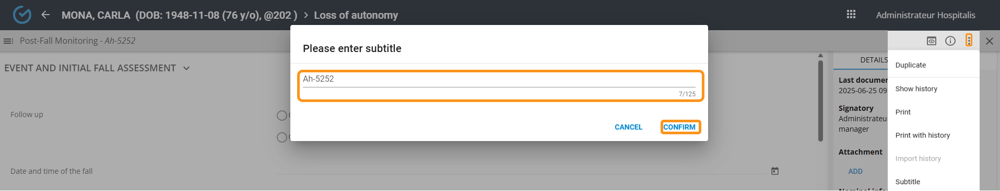 MONA, CARLA (DOB: 1948-11-08 (76 y/o), @202 ) > Loss of autonomy
Administrateur Hospitalis
Post-Fall Monitoring - Ah-5252
EVENT AND INITIAL FALL ASSESSMENT
Follow up
Date and time of the fall
Please enter subtitle
Ah-5252
7/125
CANCEL CONFIRM
DETAILS
Last
2025-06-25 09
Signatory
manager
Attachment
ADD
Duplicate
Show history
Print
Print with history
Import history
Subtitle